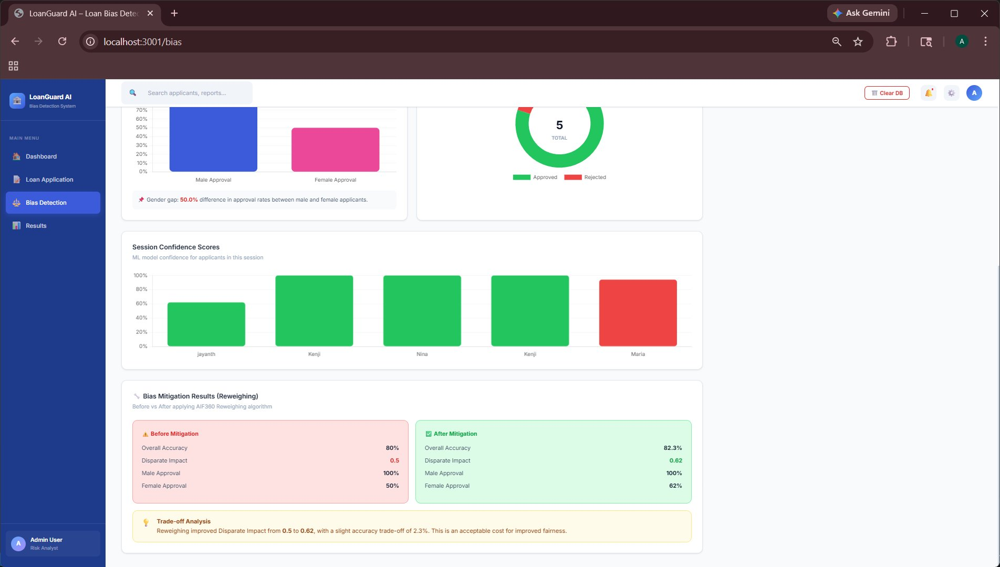 LoanGuard AI – Loan Bias Dete
Ask Gemini
localhost:3001/bias
A
LoanGuard AI
Bias Detection System
Search applicants, reports...
Clear DB
A
MAIN MENU
Dashboard
Loan Application
Bias Detection
Results
70%
60%
50%
40%
30%
20%
10%
0%
Male Approval
Female Approval
Gender gap: 50.0% difference in approval rates between male and female applicants.
5
TOTAL
Approved
Rejected
Session Confidence Scores
ML model confidence for applicants in this session
100%
80%
60%
40%
20%
0%
jayanth
Kenji
Nina
Kenji
Maria
Bias Mitigation Results (Reweighing)
Before vs After applying AIF360 Reweighing algorithm
Before Mitigation
Overall Accuracy 80%
Disparate Impact 0.5
Male Approval 100%
Female Approval 50%
After Mitigation
Overall Accuracy 82.3%
Disparate Impact 0.62
Male Approval 100%
Female Approval 62%
Trade-off Analysis
Reweighing improved Disparate Impact from 0.5 to 0.62, with a slight accuracy trade-off of 2.3%. This is an acceptable cost for improved fairness.
A
Admin User
Risk Analyst